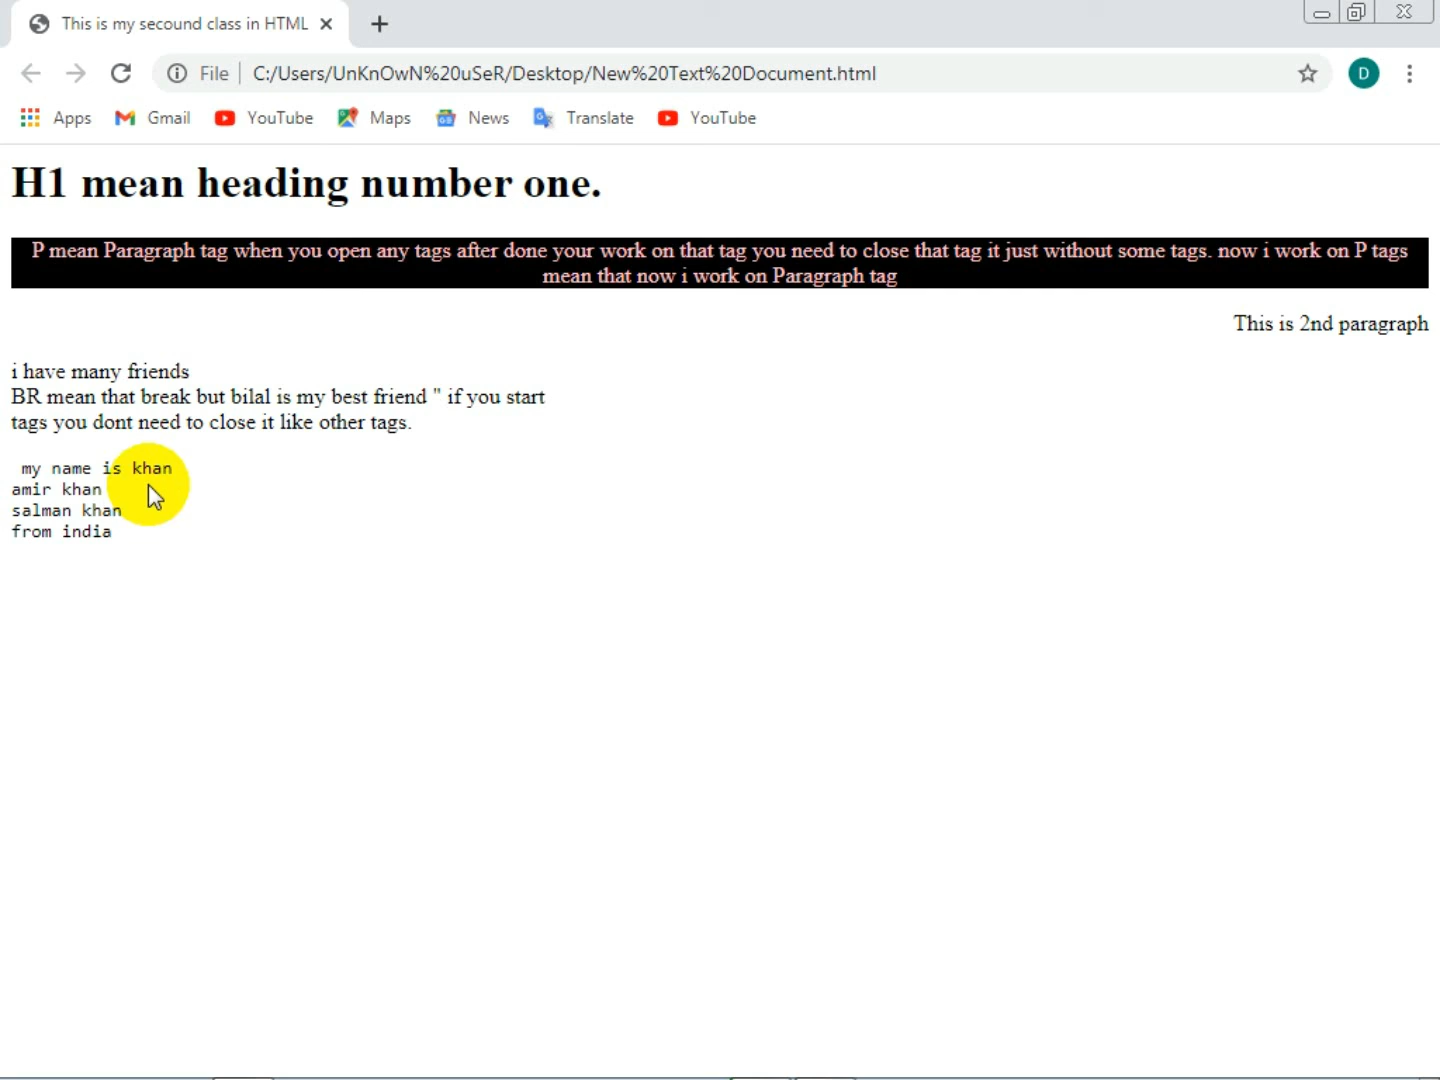 This is my secound class in HTML
File
C:/Users/UnKnOwN%20uSeR/Desktop/New%20Text%20Document.html
D
Apps
Gmail
YouTube
Maps
News
Translate
YouTube
H1 mean heading number one.
P mean Paragraph tag when you open any tags after done your work on that tag you need to close that tag it just without some tags. now i work on P tags
mean that now i work on Paragraph tag
This is 2nd paragraph
i have many friends
BR mean that break but bilal is my best friend " if you start
tags you dont need to close it like other tags.
my name is khan
amir khan
salman khan
from india